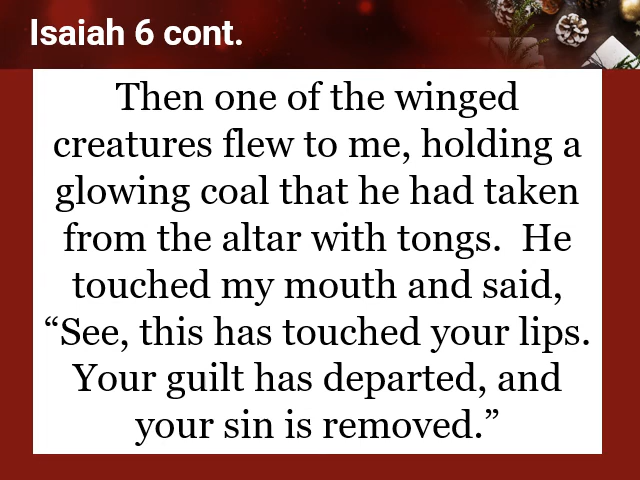 Isaiah 6 cont.
Then one of the winged
creatures flew to me, holding a
glowing coal that he had taken
from the altar with tongs.  He
touched my mouth and said,
“See, this has touched your lips.
Your guilt has departed, and
your sin is removed.”